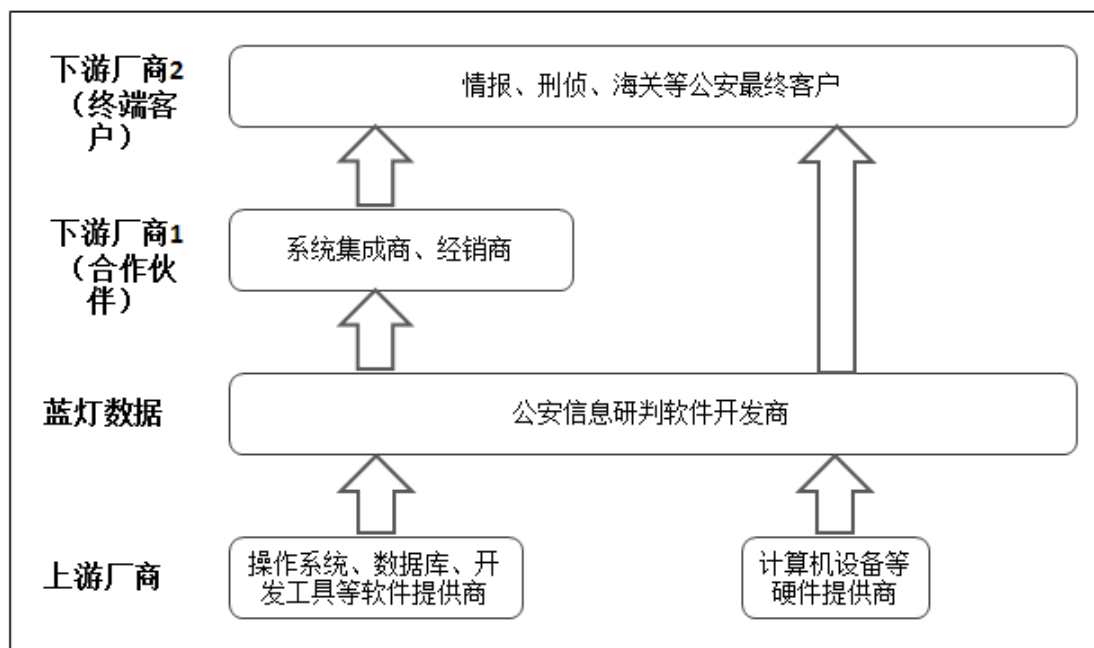 下游厂商2
（终端客
户）
情报、刑侦、海关等公安最终客户
下游厂商1
（合作伙
伴）
系统集成商、经销商
蓝灯数据
公安信息研判软件开发商
上游厂商
操作系统、数据库、开
发工具等软件提供商
计算机设备等
硬件提供商